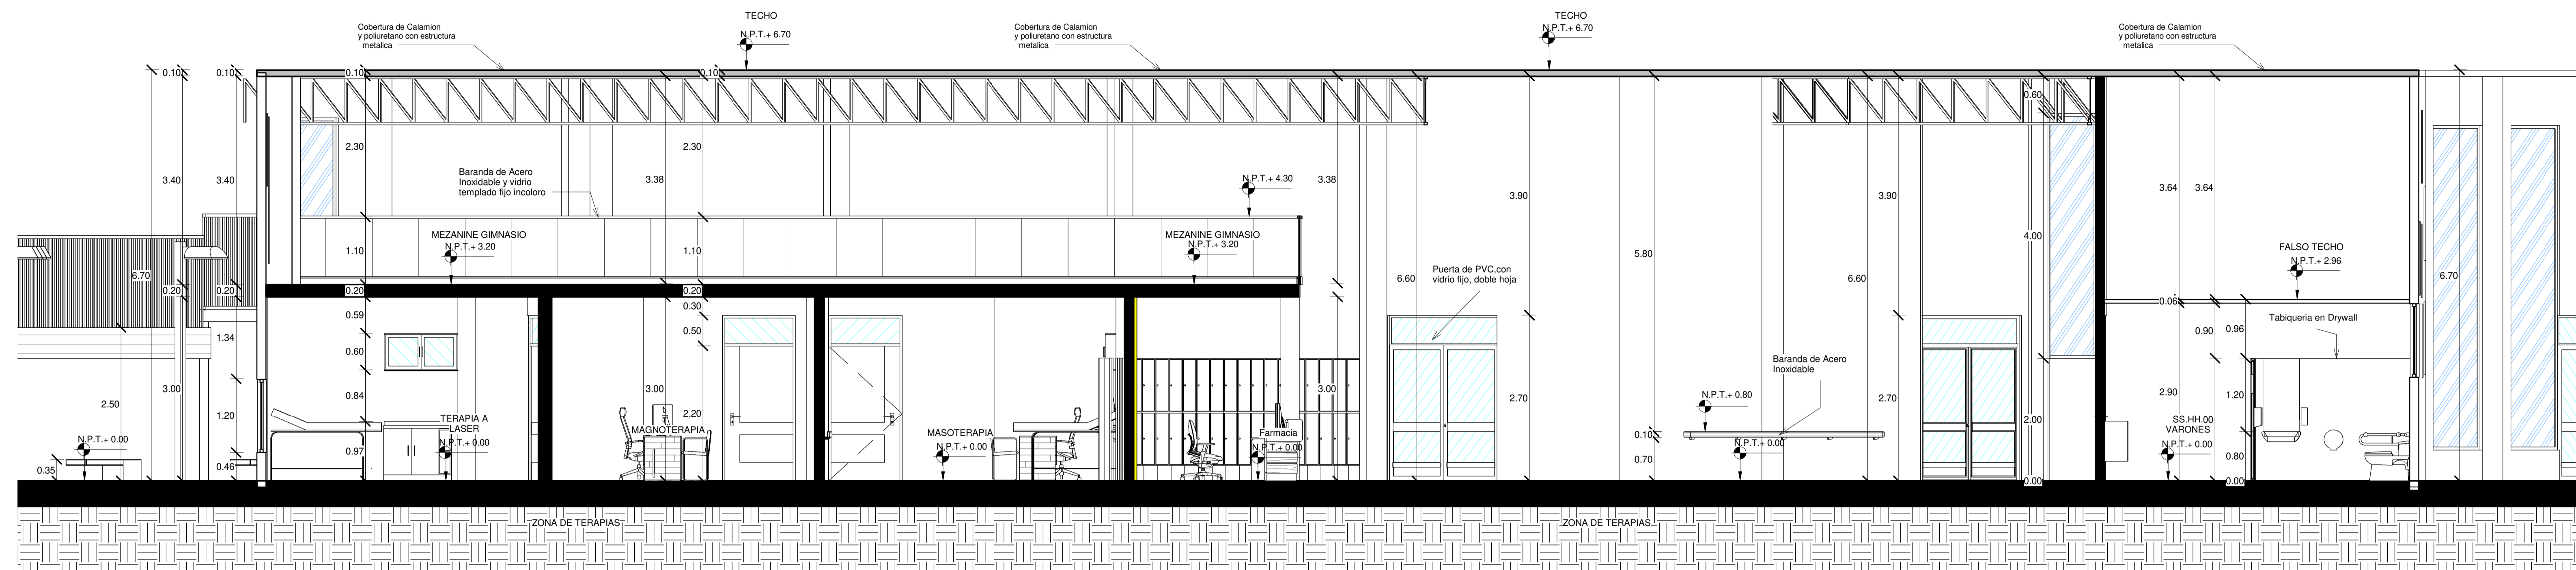 TECHO
N.P.T.+ 6.70
Cobertura de Calamion
y poliuretano con estructura
metalica
Cobertura de Calamion
y poliuretano con estructura
metalica
TECHO
N.P.T.+ 6.70
Cobertura de Calamion
y poliuretano con estructura
metalica
0.10
0.10
0.10
0.10
0.60
2.30
2.30
3.40
3.40
3.38
3.38
Baranda de Acero
Inoxidable y vidrio
templado fijo incoloro
N.P.T.+ 4.30
3.90
3.90
3.64
3.64
MEZANINE GIMNASIO
N.P.T.+ 3.20
MEZANINE GIMNASIO
N.P.T.+ 3.20
1.10
1.10
4.00
5.80
FALSO TECHO
N.P.T.+ 2.96
6.70
6.60
Puerta de PVC,con
vidrio fijo, doble hoja
6.60
6.70
0.20
0.20
0.20
0.20
0.06
0.30
0.59
0.50
Tabiqueria en Drywall
1.34
0.90
0.96
0.60
Baranda de Acero
Inoxidable
3.00
3.00
3.00
0.84
2.50
2.70
N.P.T.+ 0.80
2.70
2.90
1.20
1.20
2.20
2.00
TERAPIA A
LASER
N.P.T.+ 0.00
MAGNOTERAPIA
MASOTERAPIA
N.P.T.+ 0.00
Farmacia
N.P.T.+ 0.00
0.10
N.P.T.+ 0.00
SS.HH.00
VARONES
N.P.T.+ 0.00
N.P.T.+ 0.00
0.97
0.70
0.80
0.35
0.46
0.00
0.00
ZONA DE TERAPIAS
ZONA DE TERAPIAS